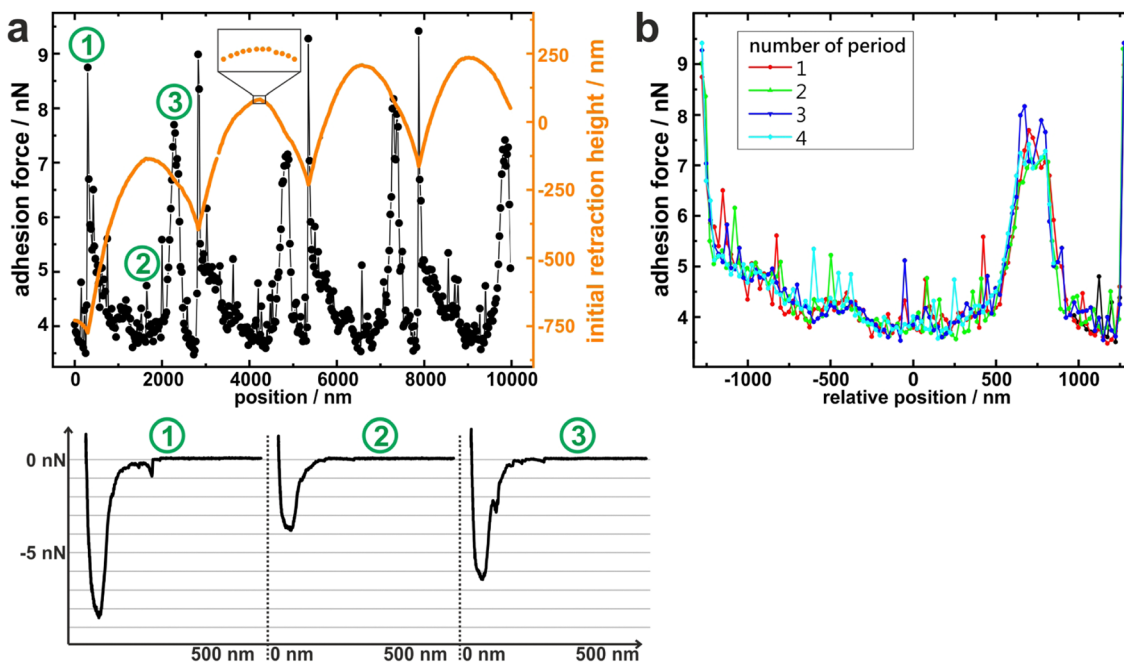 a
b
adhesion force / nN
9
8
7
6
5
4
0
2000
4000
6000
8000
10000
position / nm
250
0
-250
-500
-750
initial retraction height / nm
1
2
3
adhesion force / nN
9
8
7
6
5
4
-1000
-500
0
500
1000
relative position / nm
number of period
1
2
3
4
1
2
3
0 nN
-5 nN
500 nm
0 nm
500 nm
0 nm
500 nm